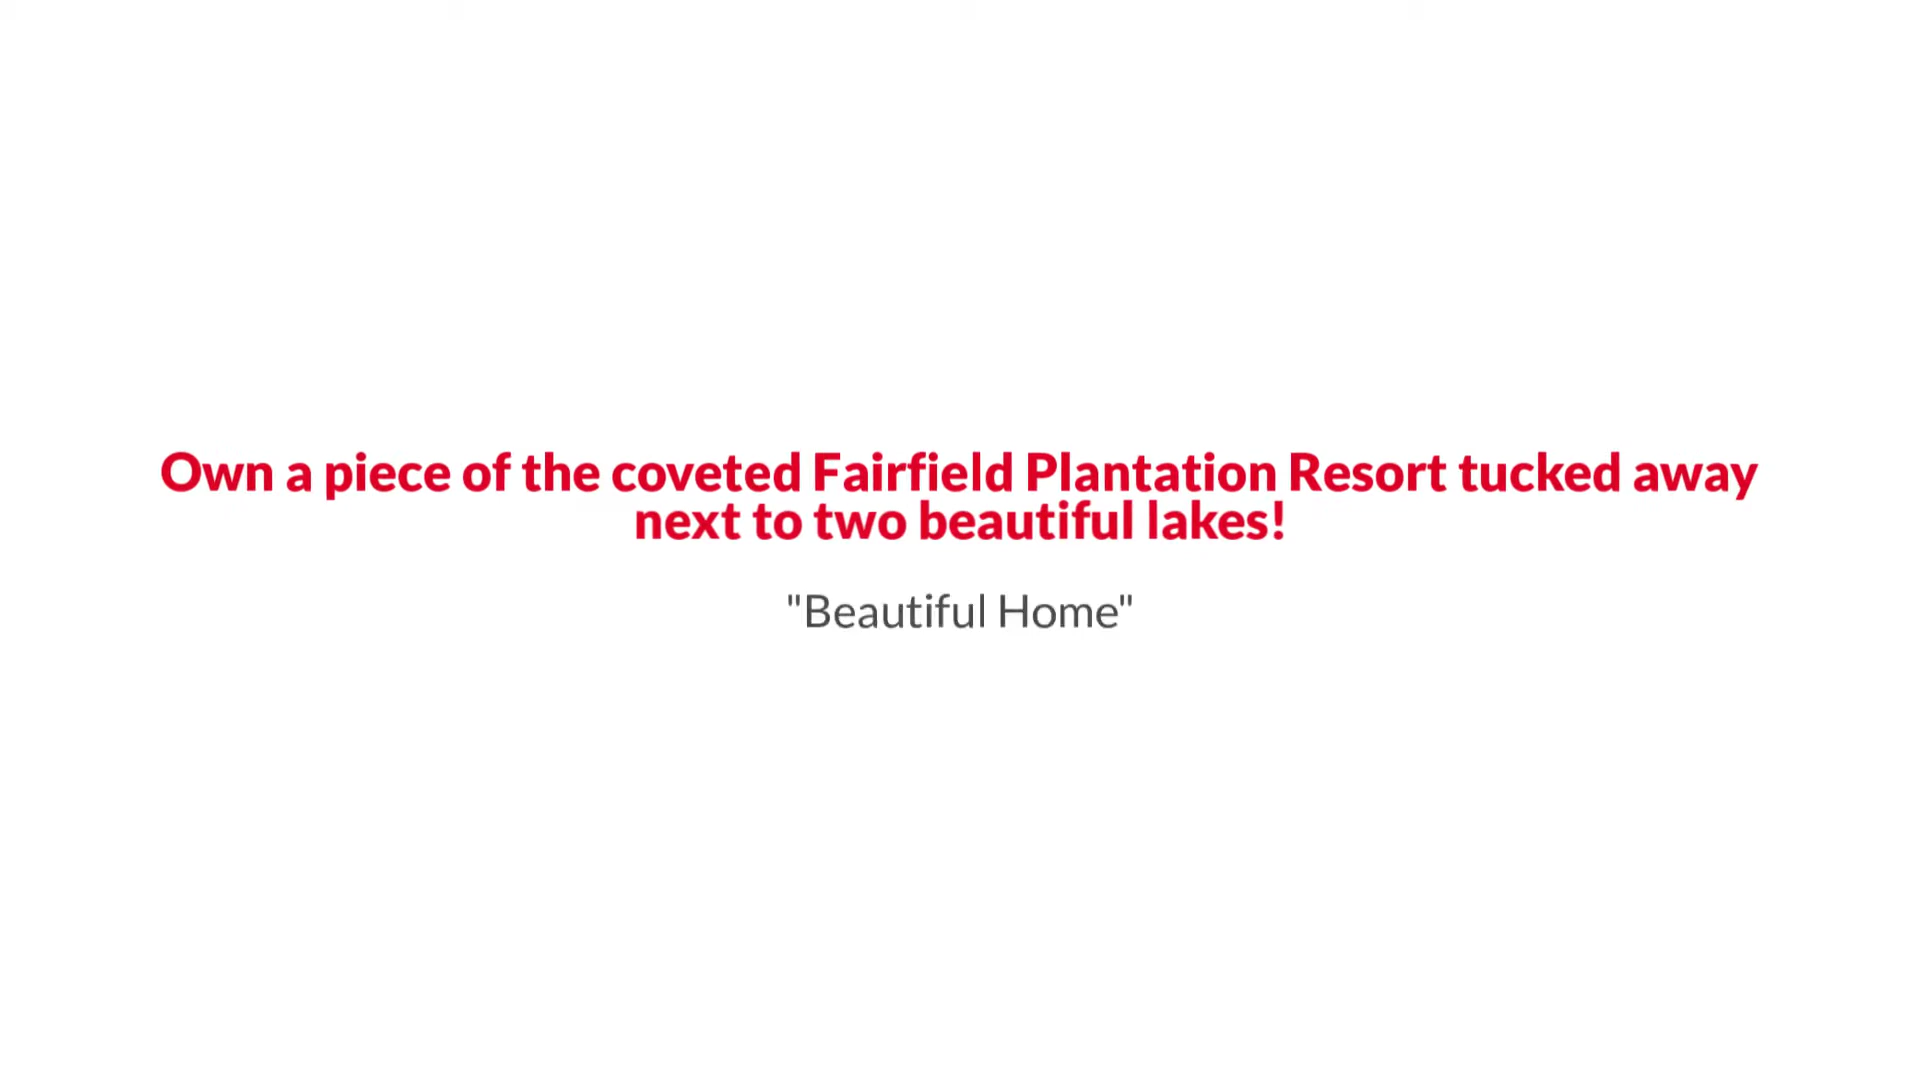 Own a piece of the coveted Fairfield Plantation Resort tucked away
next to two beautiful lakes!
"Beautiful Home"